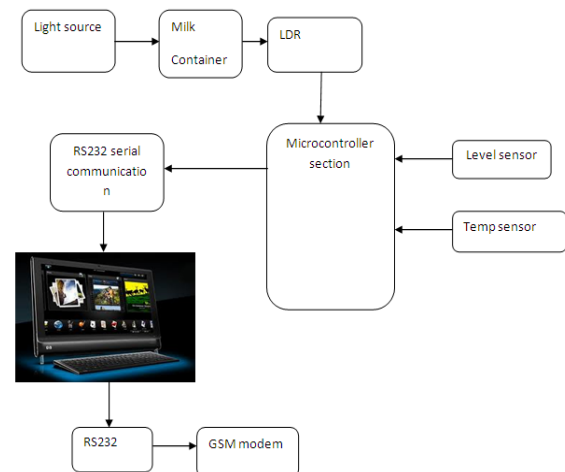 Light source
Milk
Container
LDR
Microcontroller
section
RS232 serial
communicatio
n
Level sensor
Temp sensor
RS232
GSM modem